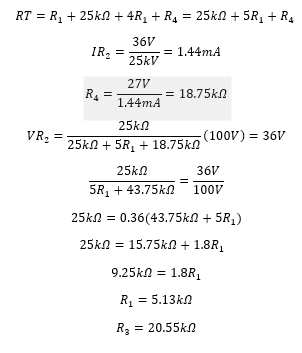 RT = R₁ + 25kΩ + 4R₁ + R₄ = 25kΩ + 5R₁ + R₄
IR₂ = 36V / 25kV = 1.44mA
R₄ = 27V / 1.44mA = 18.75kΩ
VR₂ = 25kΩ / 25kΩ + 5R₁ + 18.75kΩ (100V) = 36V
25kΩ / 5R₁ + 43.75kΩ = 36V / 100V
25kΩ = 0.36(43.75kΩ + 5R₁)
25kΩ = 15.75kΩ + 1.8R₁
9.25kΩ = 1.8R₁
R₁ = 5.13kΩ
R₃ = 20.55kΩ